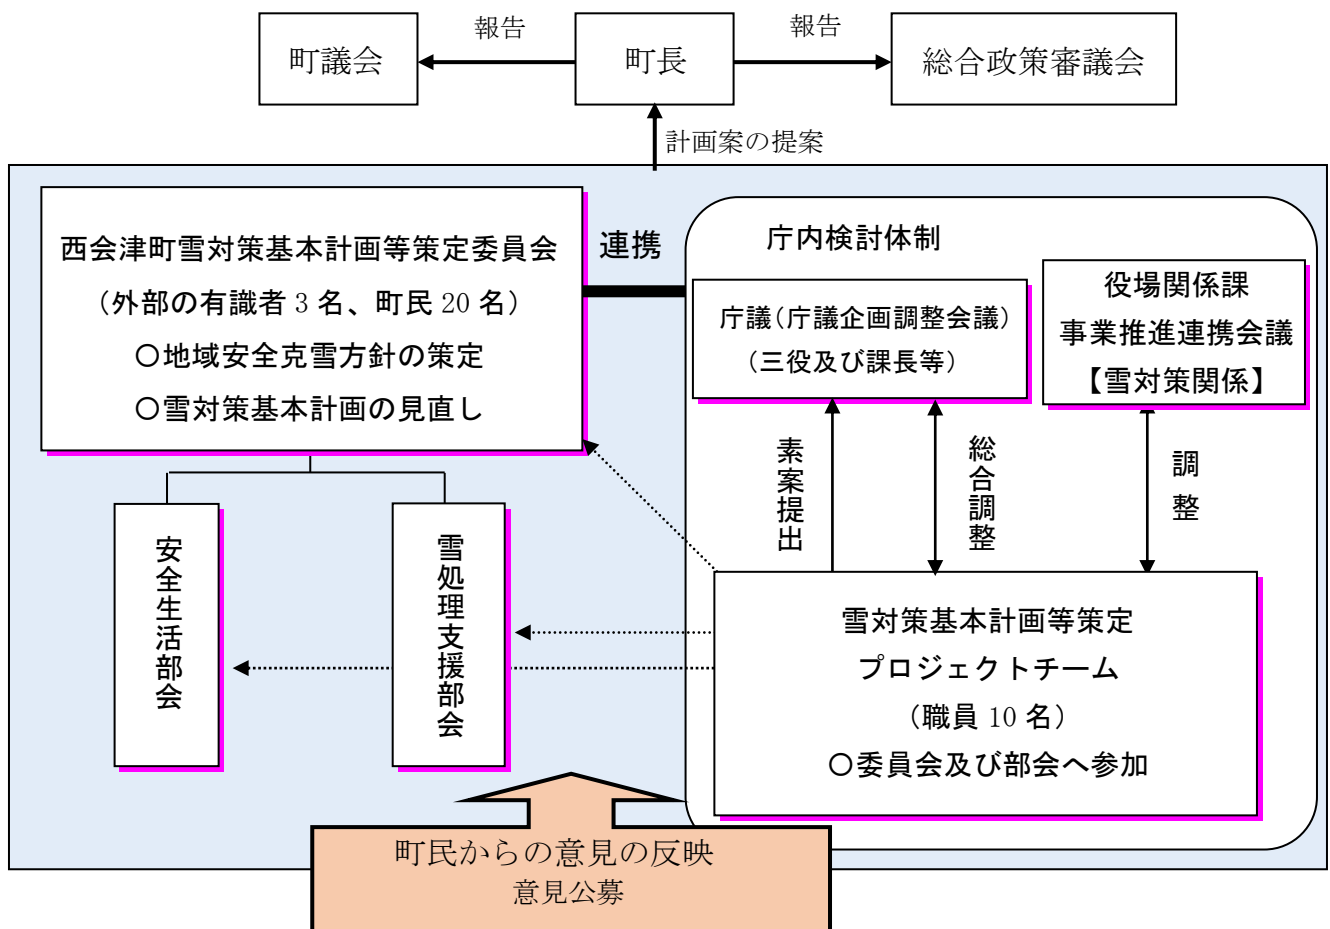 報告
報告
町議会
町長
総合政策審議会
計画案の提案
西会津町雪対策基本計画等策定委員会
（外部の有識者 3 名、町民 20 名）
○地域安全克雪方針の策定
○雪対策基本計画の見直し
連携
庁内検討体制
庁議（庁議企画調整会議）
（三役及び課長等）
役場関係課
事業推進連携会議
【雪対策関係】
素案提出
総合調整
調整
安全生活部会
雪処理支援部会
雪対策基本計画等策定
プロジェクトチーム
（職員 10 名）
○委員会及び部会へ参加
町民からの意見の反映
意見公募